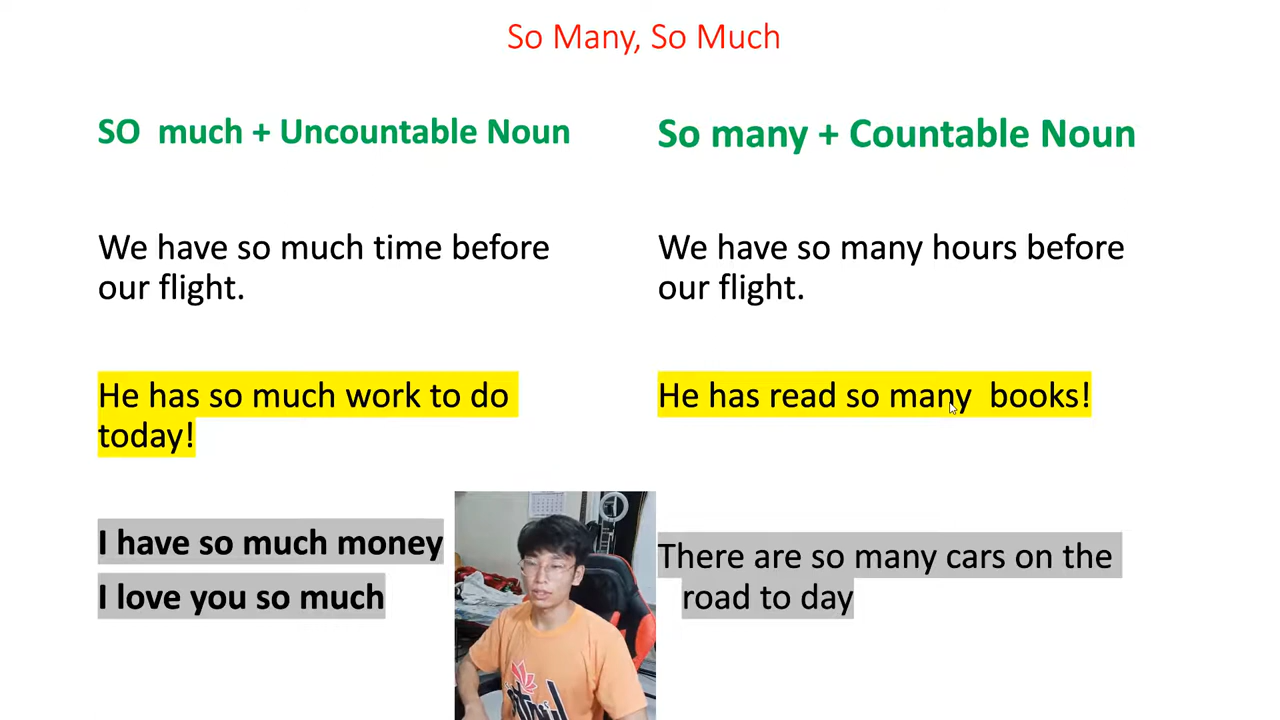 So Many, So Much
SO  much + Uncountable Noun
We have so much time before
our flight.
He has so much work to do
today!
I have so much money
I love you so much
So many + Countable Noun
We have so many hours before
our flight.
He has read so many  books!
There are so many cars on the
road to day